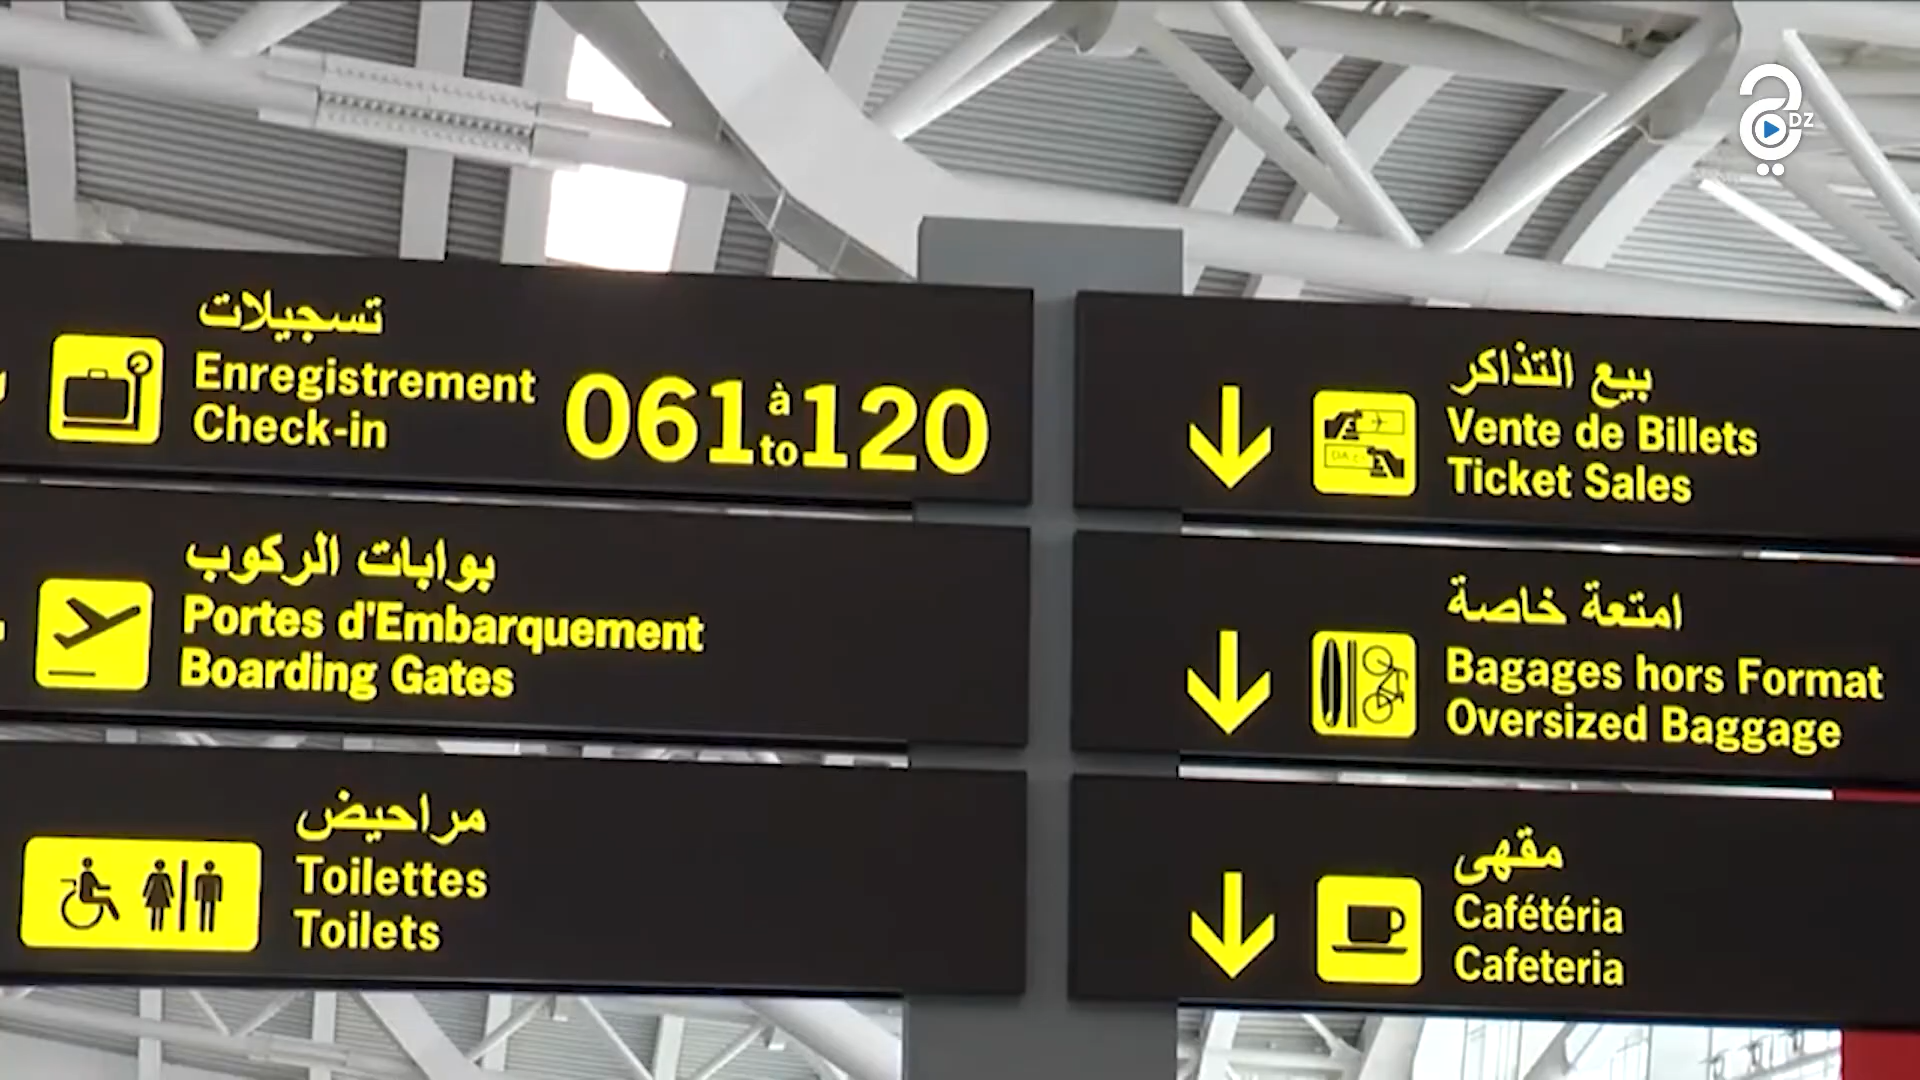 تسجيلات
Enregistrement
Check-in
061 à to 120
بوابات الركوب
Portes d'Embarquement
Boarding Gates
مراحيض
Toilettes
Toilets
بيع التذاكر
Vente de Billets
Ticket Sales
امتعة خاصة
Bagages hors Format
Oversized Baggage
مقهى
Cafétéria
Cafeteria
DZ